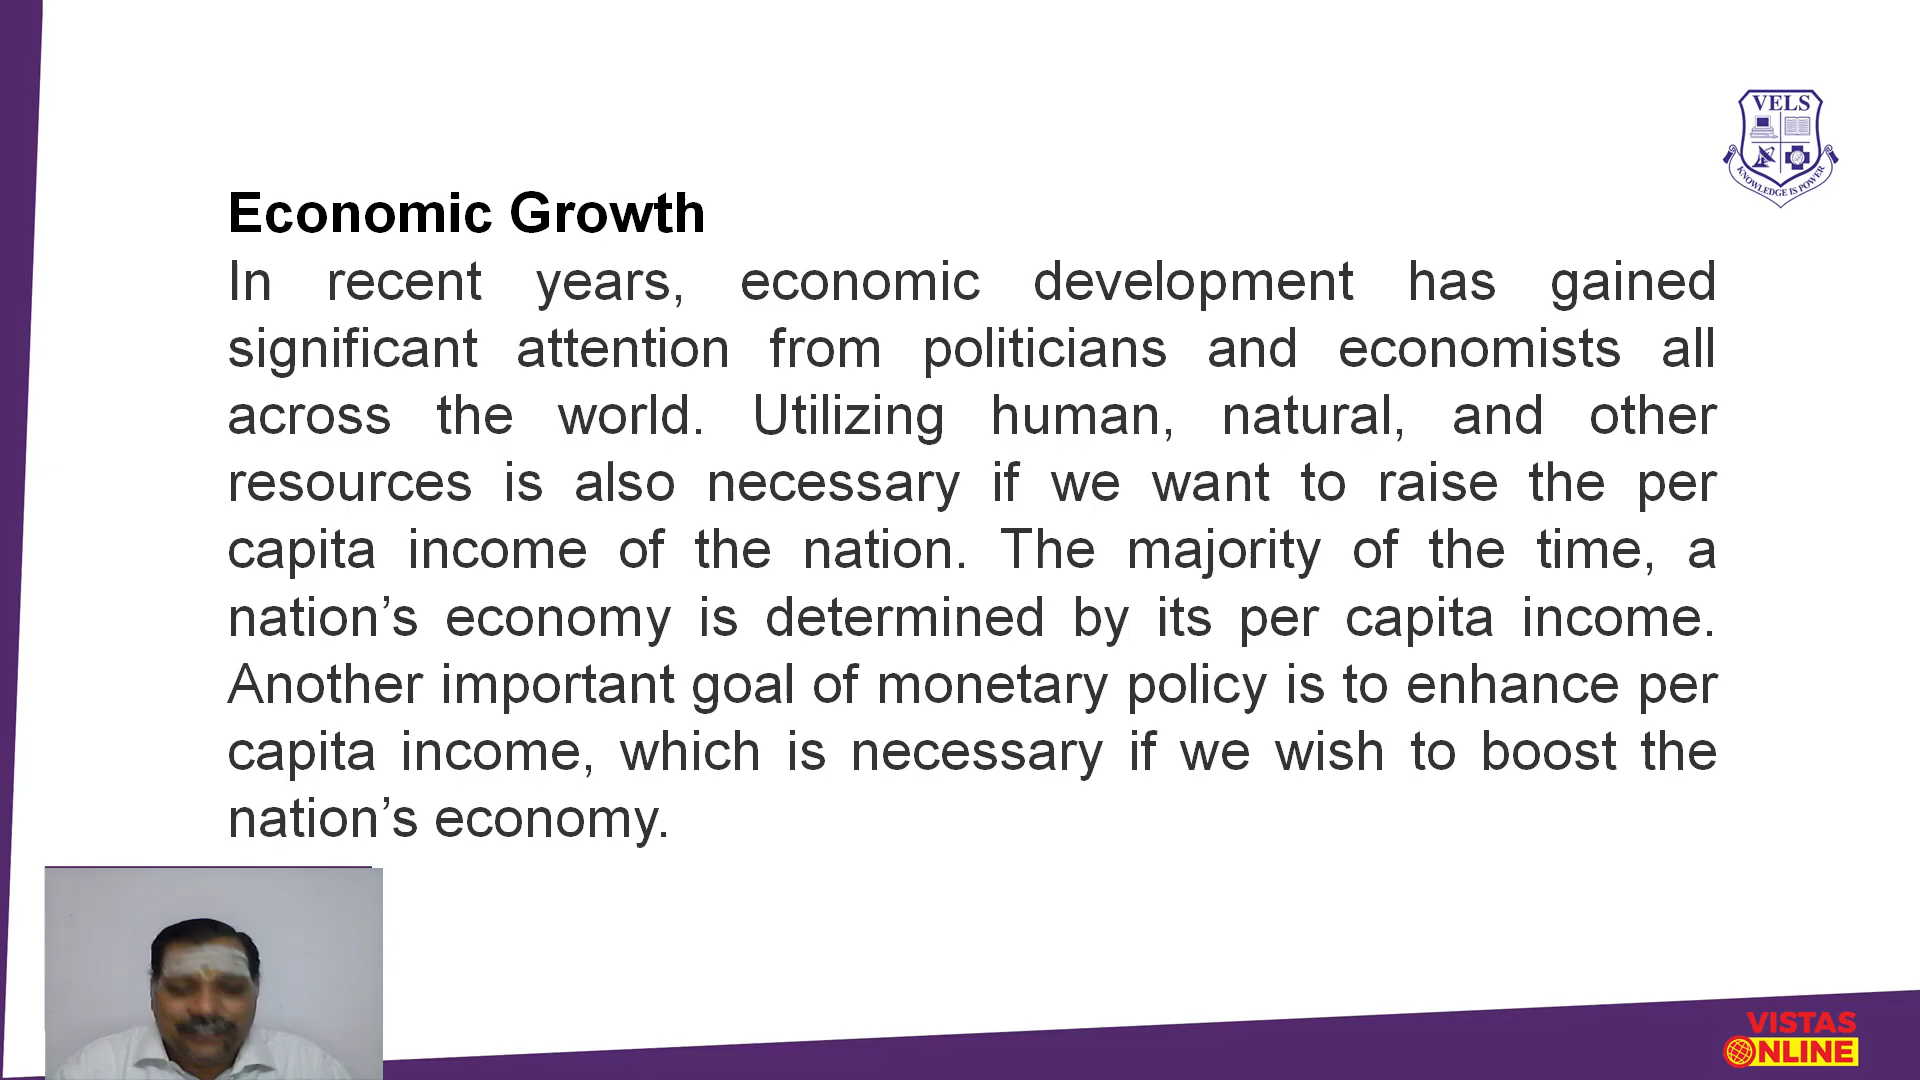 VELS
KNOWLEDGE IS POWER
Economic Growth
In recent years, economic development has gained
significant attention from politicians and economists all
across the world. Utilizing human, natural, and other
resources is also necessary if we want to raise the per
capita income of the nation. The majority of the time, a
nation’s economy is determined by its per capita income.
Another important goal of monetary policy is to enhance per
capita income, which is necessary if we wish to boost the
nation’s economy.
VISTAS
ONLINE